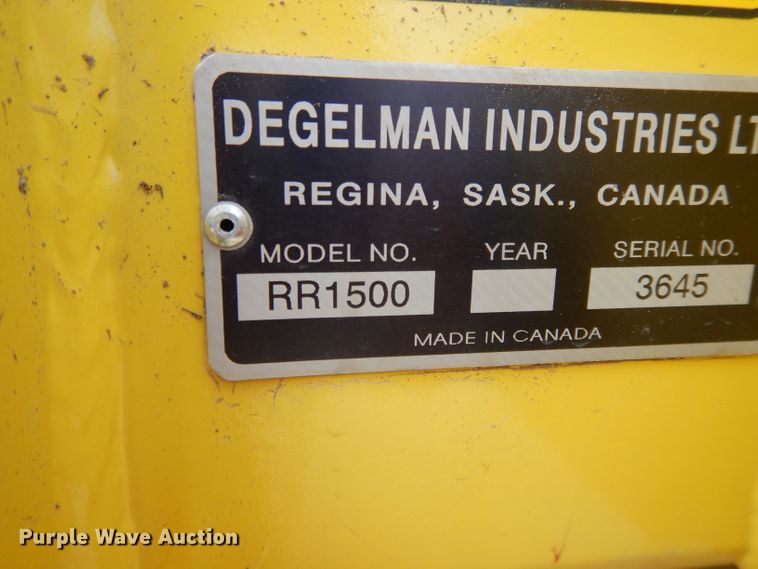 DEGELMAN INDUSTRIES LT
REGINA, SASK., CANADA
MODEL NO. YEAR SERIAL NO.
RR1500 3645
MADE IN CANADA
Purple Wave Auction